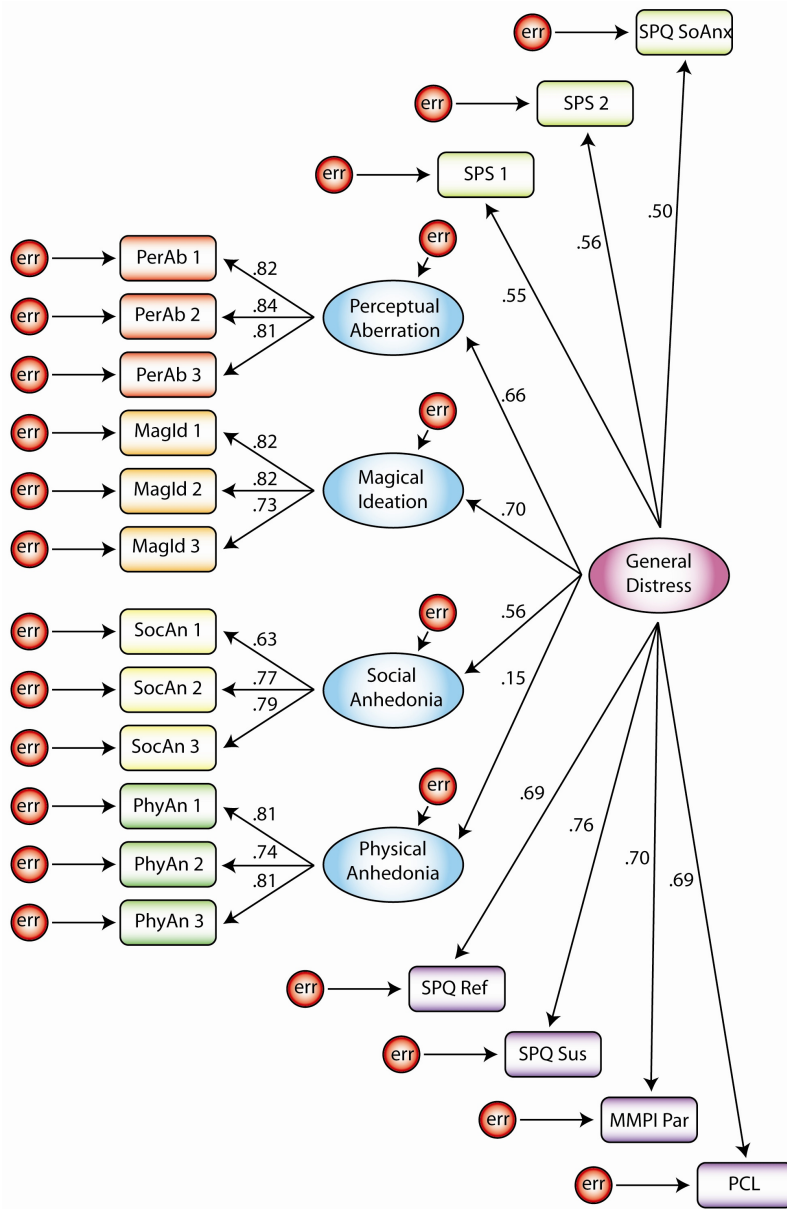 err
SPQ SoAnx
err
SPS 2
err
SPS 1
.50
.56
.55
err
PerAb 1
.82
err
Perceptual
Aberration
err
PerAb 2
.84
err
PerAb 3
.81
.66
err
MagId 1
.82
err
Magical
Ideation
err
MagId 2
.82
err
MagId 3
.73
.70
General
Distress
err
SocAn 1
.63
err
Social
Anhedonia
err
SocAn 2
.77
err
SocAn 3
.79
.56
err
PhyAn 1
.81
err
Physical
Anhedonia
err
PhyAn 2
.74
err
PhyAn 3
.81
.15
.69
.76
.70
.69
err
SPQ Ref
err
SPQ Sus
err
MMPI Par
err
PCL